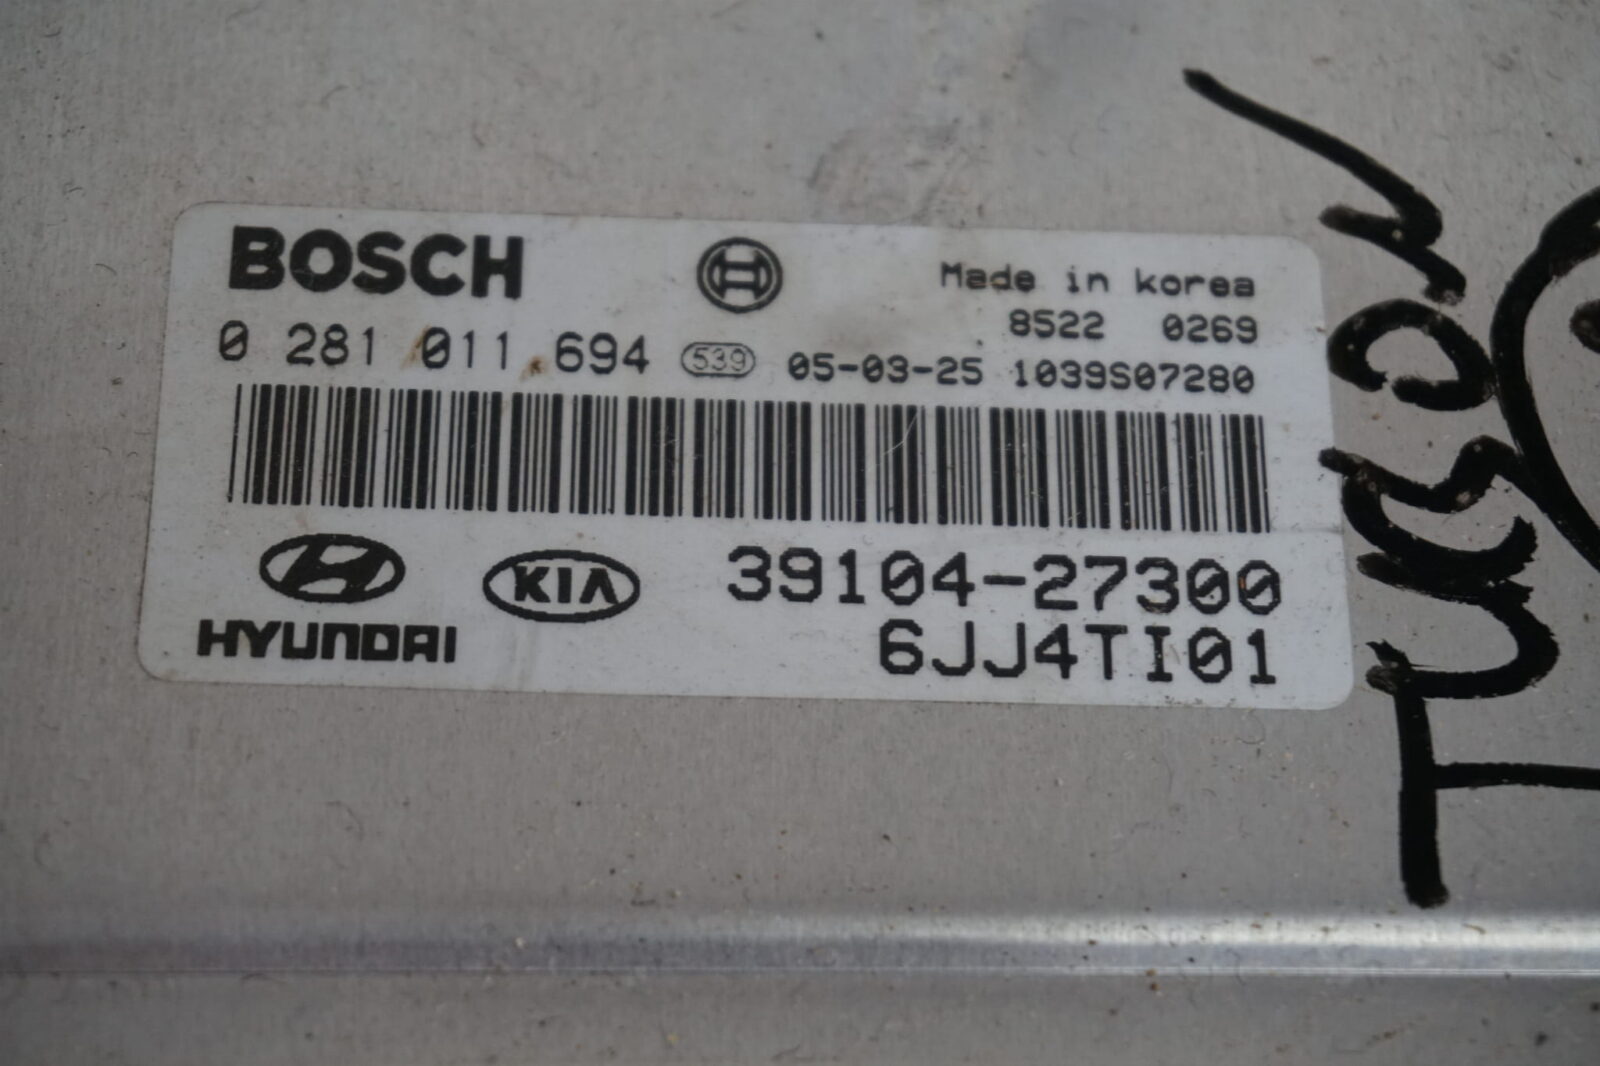 BOSCH
Made in Korea
8522 0269
0 281 011 694 539 05-03-25 1039S07280
HYUNDAI
KIA
39104-27300
6JJ4TI01
TUCSON